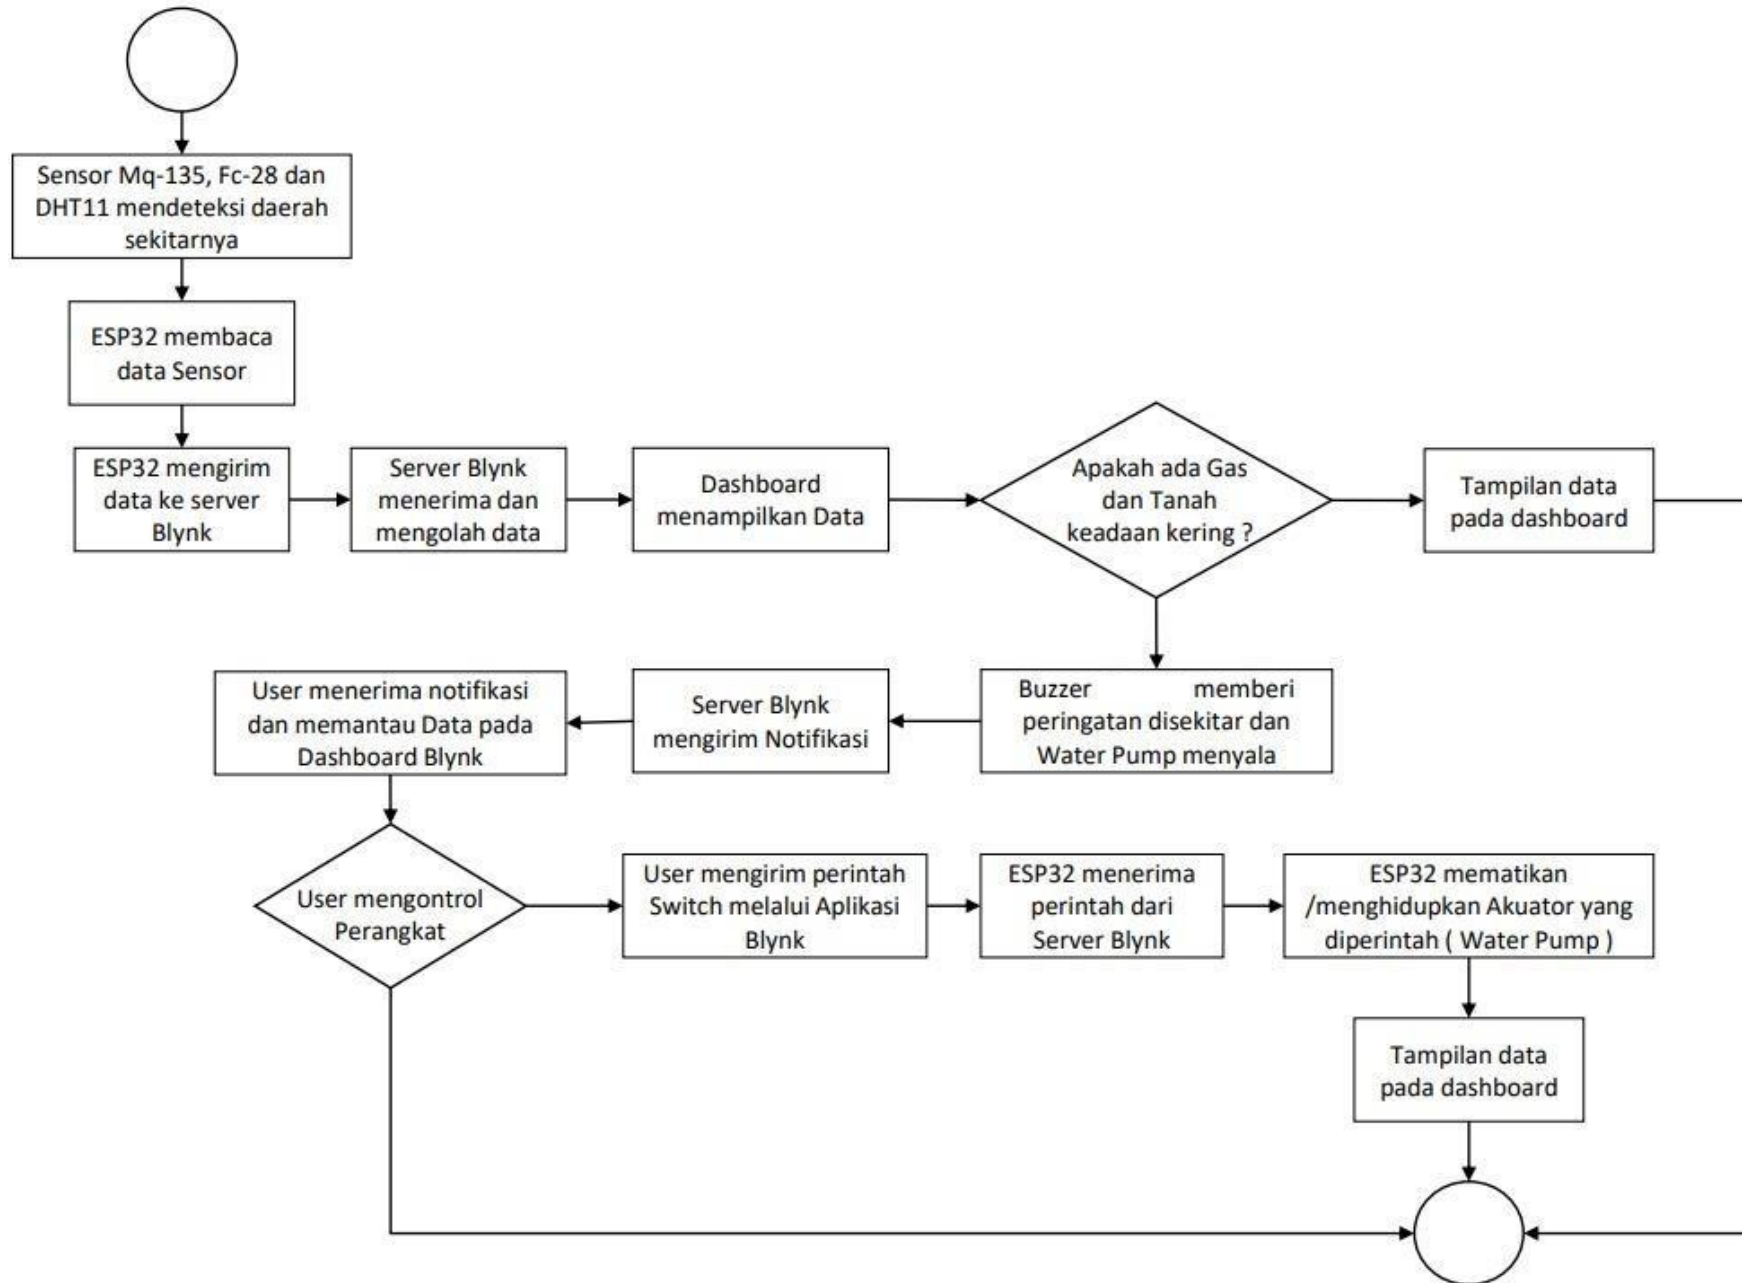 Sensor Mq-135, Fc-28 dan
DHT11 mendeteksi daerah
sekitarnya
ESP32 membaca
data Sensor
ESP32 mengirim
data ke server
Blynk
Server Blynk
menerima dan
mengolah data
Dashboard
menampilkan Data
Apakah ada Gas
dan Tanah
keadaan kering ?
Tampilan data
pada dashboard
Buzzer memberi
peringatan disekitar dan
Water Pump menyala
Server Blynk
mengirim Notifikasi
User menerima notifikasi
dan memantau Data pada
Dashboard Blynk
User mengontrol
Perangkat
User mengirim perintah
Switch melalui Aplikasi
Blynk
ESP32 menerima
perintah dari
Server Blynk
ESP32 mematikan
/menghidupkan Akuator yang
diperintah ( Water Pump )
Tampilan data
pada dashboard